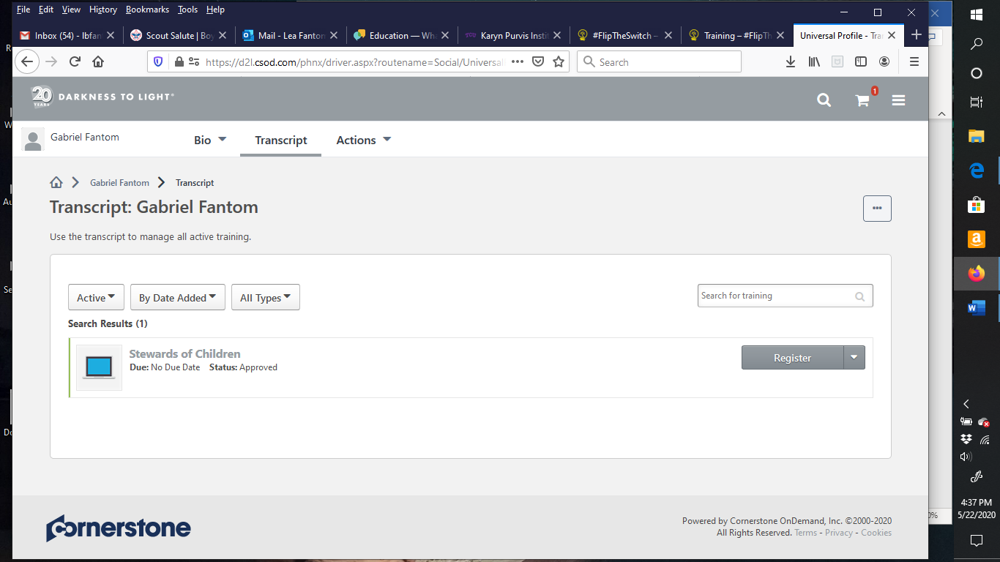 File Edit View History Bookmarks Tools Help
Inbox (54) - lbfan
Scout Salute | Boy
Mail - Lea Fantom
Education — Wh
Karyn Purvis Insti
#FlipTheSwitch –
Training – #FlipTh
Universal Profile - Tra
https://d2l.csod.com/phnx/driver.aspx?routename=Social/Universal
Search
20 YEARS DARKNESS TO LIGHT®
1
Gabriel Fantom
Bio Transcript Actions
Gabriel Fantom Transcript
Transcript: Gabriel Fantom
Use the transcript to manage all active training.
Active By Date Added All Types
Search for training
Search Results (1)
Stewards of Children
Due: No Due Date Status: Approved
Register
cornerstone
Powered by Cornerstone OnDemand, Inc. ©2000-2020
All Rights Reserved. Terms - Privacy - Cookies
4:37 PM
5/22/2020